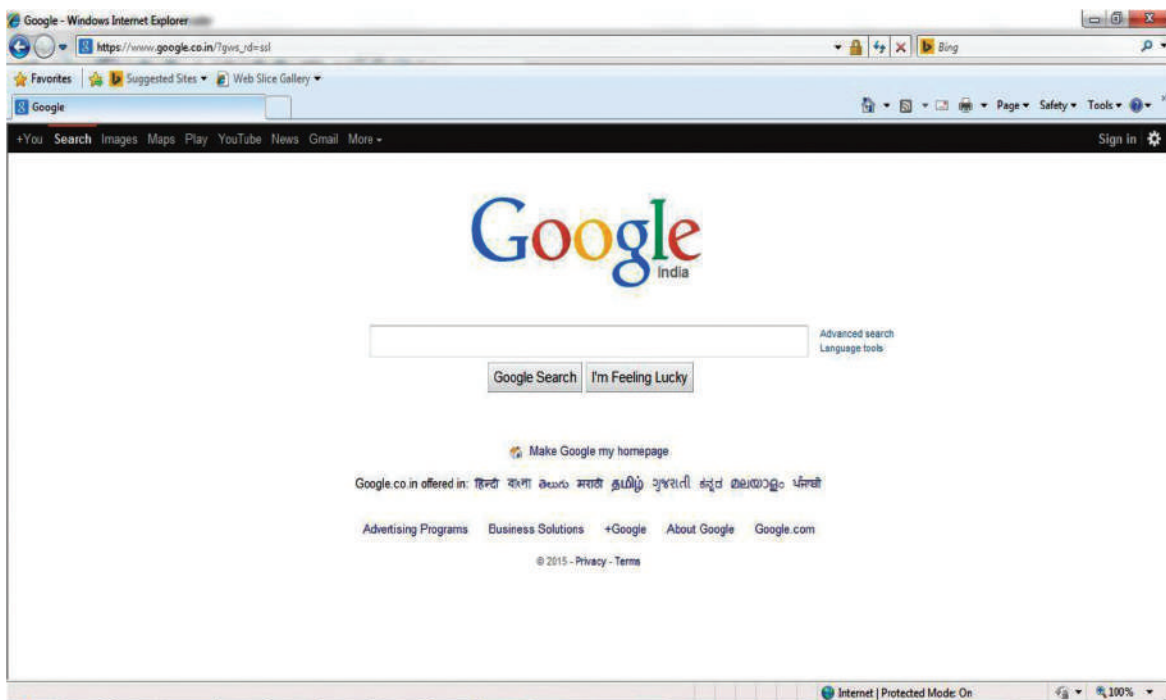 Google - Windows Internet Explorer
https://www.google.co.in/?gws_rd=ssl
Bing
Favorites Suggested Sites Web Slice Gallery
Google Page Safety Tools
+You Search Images Maps Play YouTube News Gmail More Sign in
Google
India
Advanced search
Language tools
Google Search I'm Feeling Lucky
Make Google my homepage
Google.co.in offered in: हिन्दी বাংলা తెలుగు मराठी தமிழ் ગુજરાતી ಕನ್ನಡ മലയാളം ਪੰਜਾਬੀ
Advertising Programs Business Solutions +Google About Google Google.com
© 2015 - Privacy - Terms
Internet | Protected Mode: On 100%